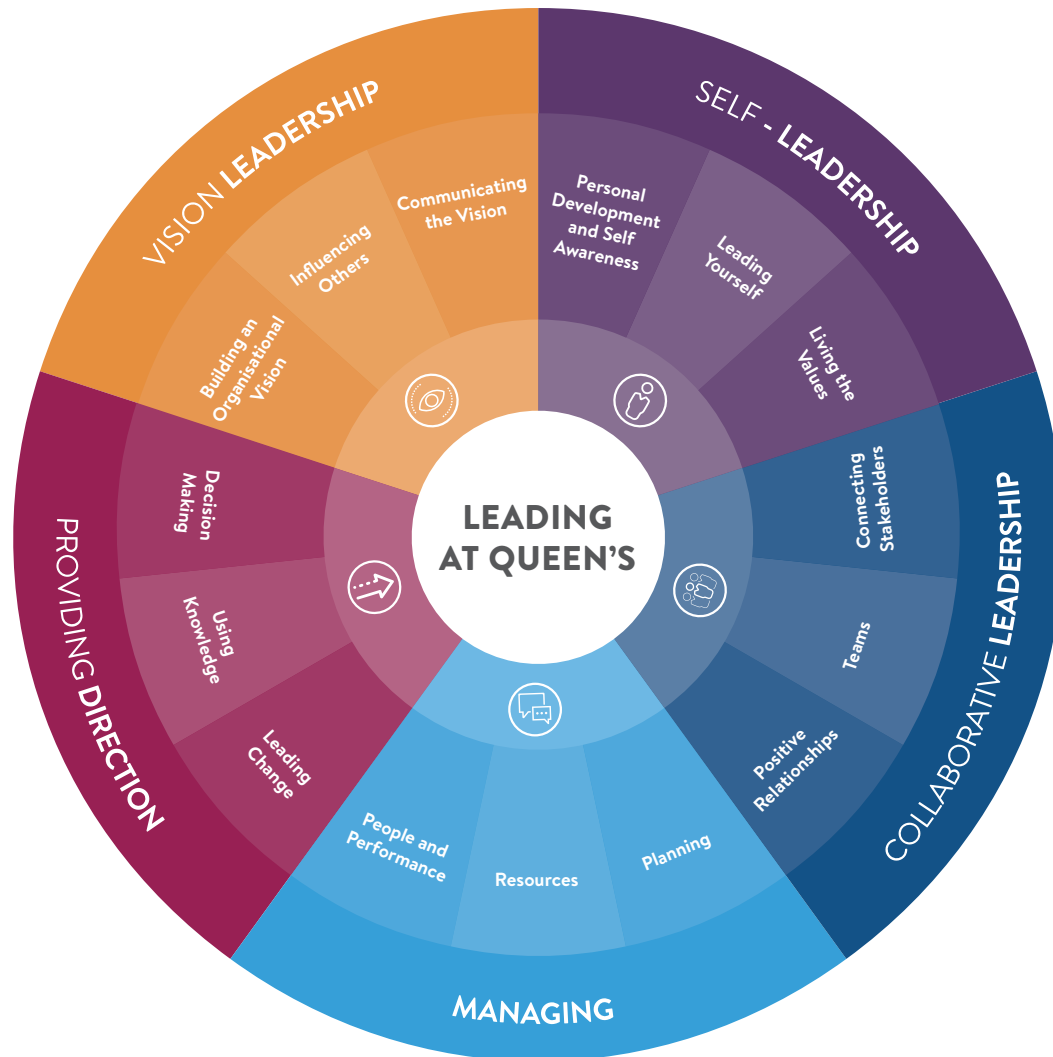 LEADING
AT QUEEN'S
SELF - LEADERSHIP
Personal
Development
and Self
Awareness
Leading
Yourself
Living the
Values
COLLABORATIVE LEADERSHIP
Connecting
Stakeholders
Teams
Positive
Relationships
MANAGING
Planning
Resources
People and
Performance
PROVIDING DIRECTION
Leading
Change
Using
Knowledge
Decision
Making
VISION LEADERSHIP
Building an
Organisational
Vision
Influencing
Others
Communicating
the Vision